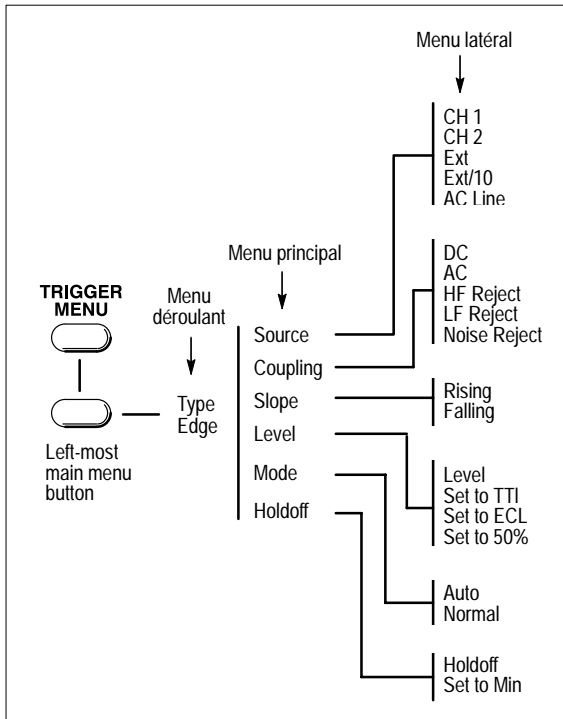 Menu latéral
CH 1
CH 2
Ext
Ext/10
AC Line
Menu principal
DC
AC
HF Reject
LF Reject
Noise Reject
TRIGGER
MENU
Menu
déroulant
Source
Coupling
Slope
Level
Mode
Holdoff
Type
Edge
Left-most
main menu
button
Rising
Falling
Level
Set to TTI
Set to ECL
Set to 50%
Auto
Normal
Holdoff
Set to Min